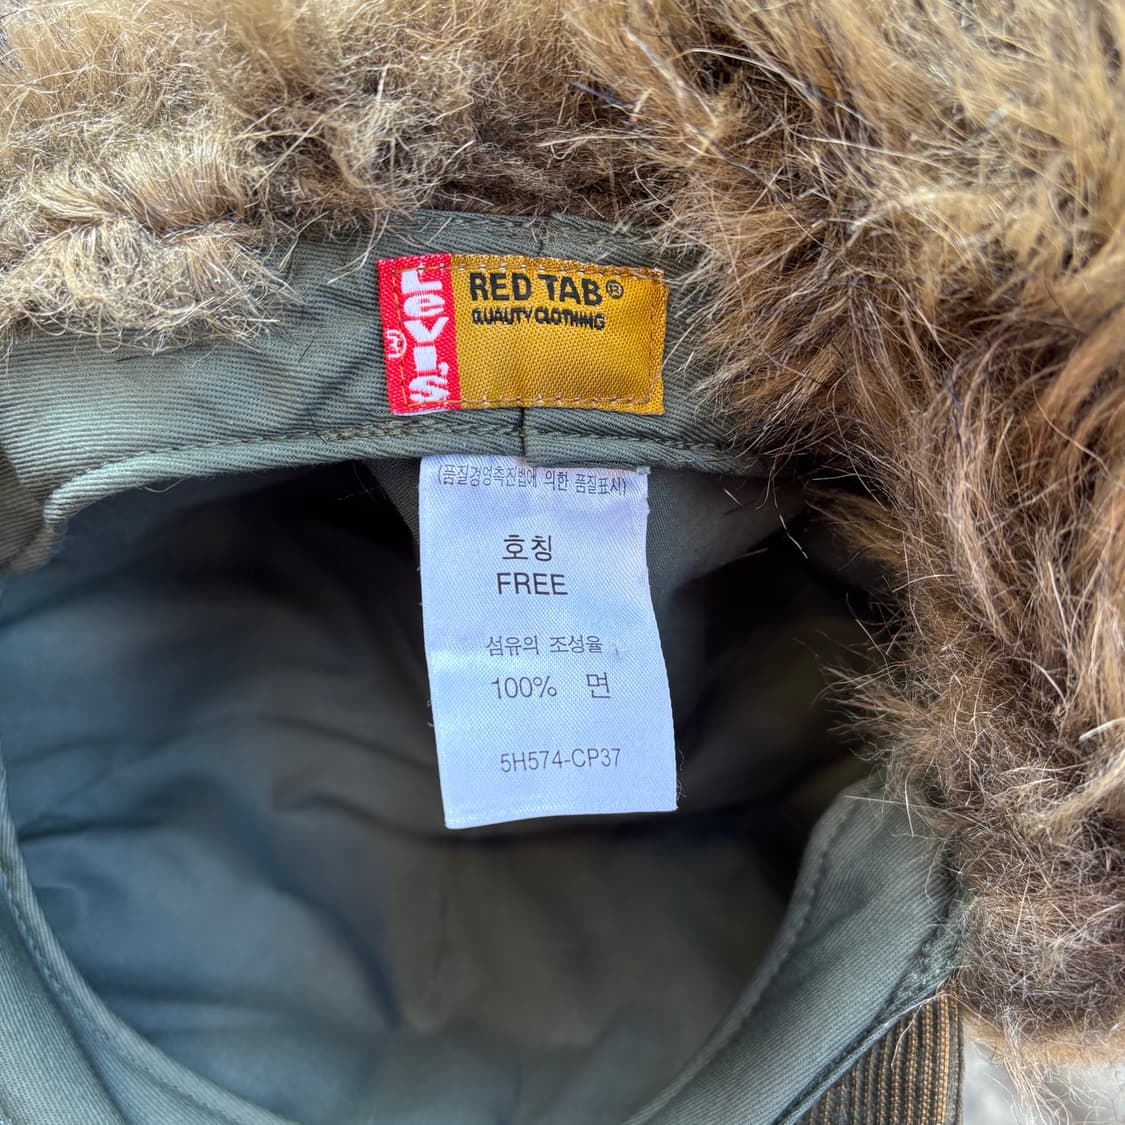 LEVI'S®
RED TAB®
QUALITY CLOTHING
(품질경영촉진법에 의한 품질표시)
호칭
FREE
섬유의 조성율
100% 면
5H574-CP37